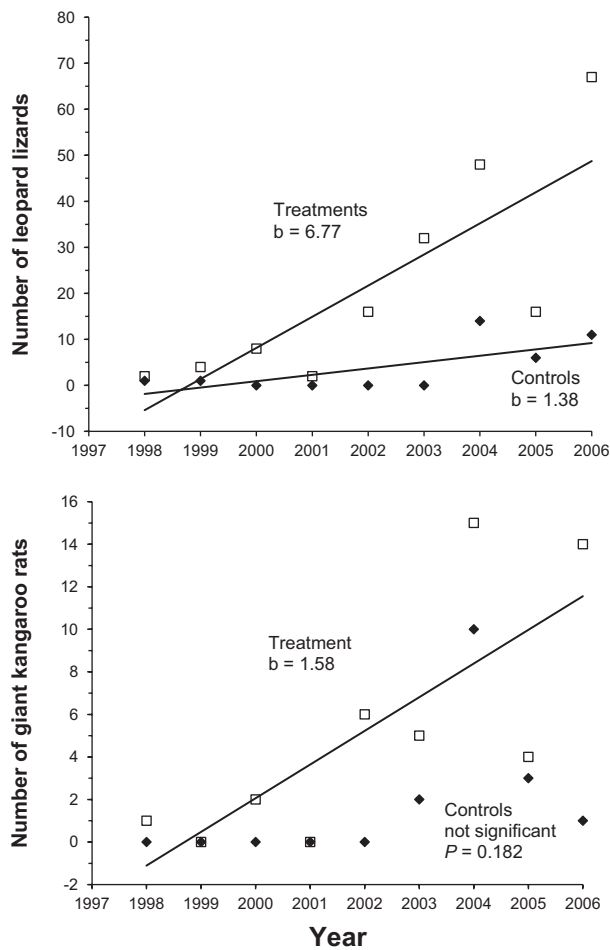 80
70
60
50
40
30
20
10
0
-10
Number of leopard lizards
Treatments
b = 6.77
Controls
b = 1.38
1997 1998 1999 2000 2001 2002 2003 2004 2005 2006
16
14
12
10
8
6
4
2
0
-2
Number of giant kangaroo rats
Treatment
b = 1.58
Controls
not significant
P = 0.182
1997 1998 1999 2000 2001 2002 2003 2004 2005 2006
Year